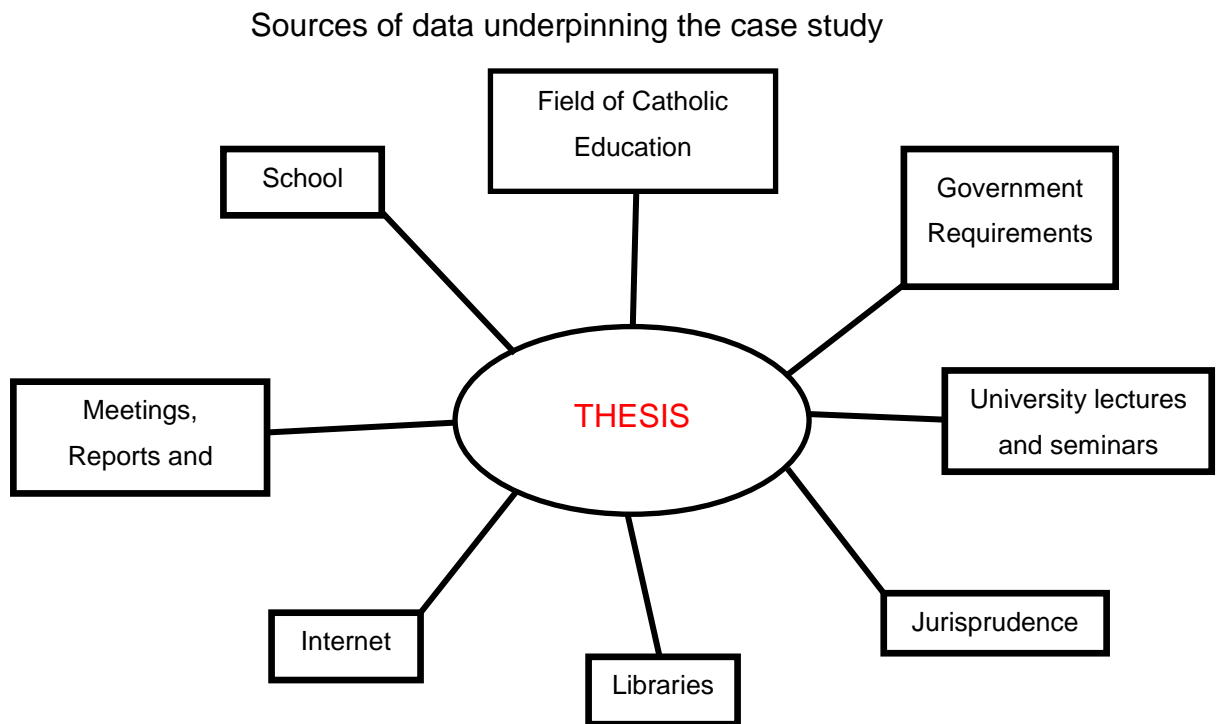 Sources of data underpinning the case study
Field of Catholic
Education
School
Government
Requirements
Meetings,
Reports and
THESIS
University lectures
and seminars
Internet
Libraries
Jurisprudence